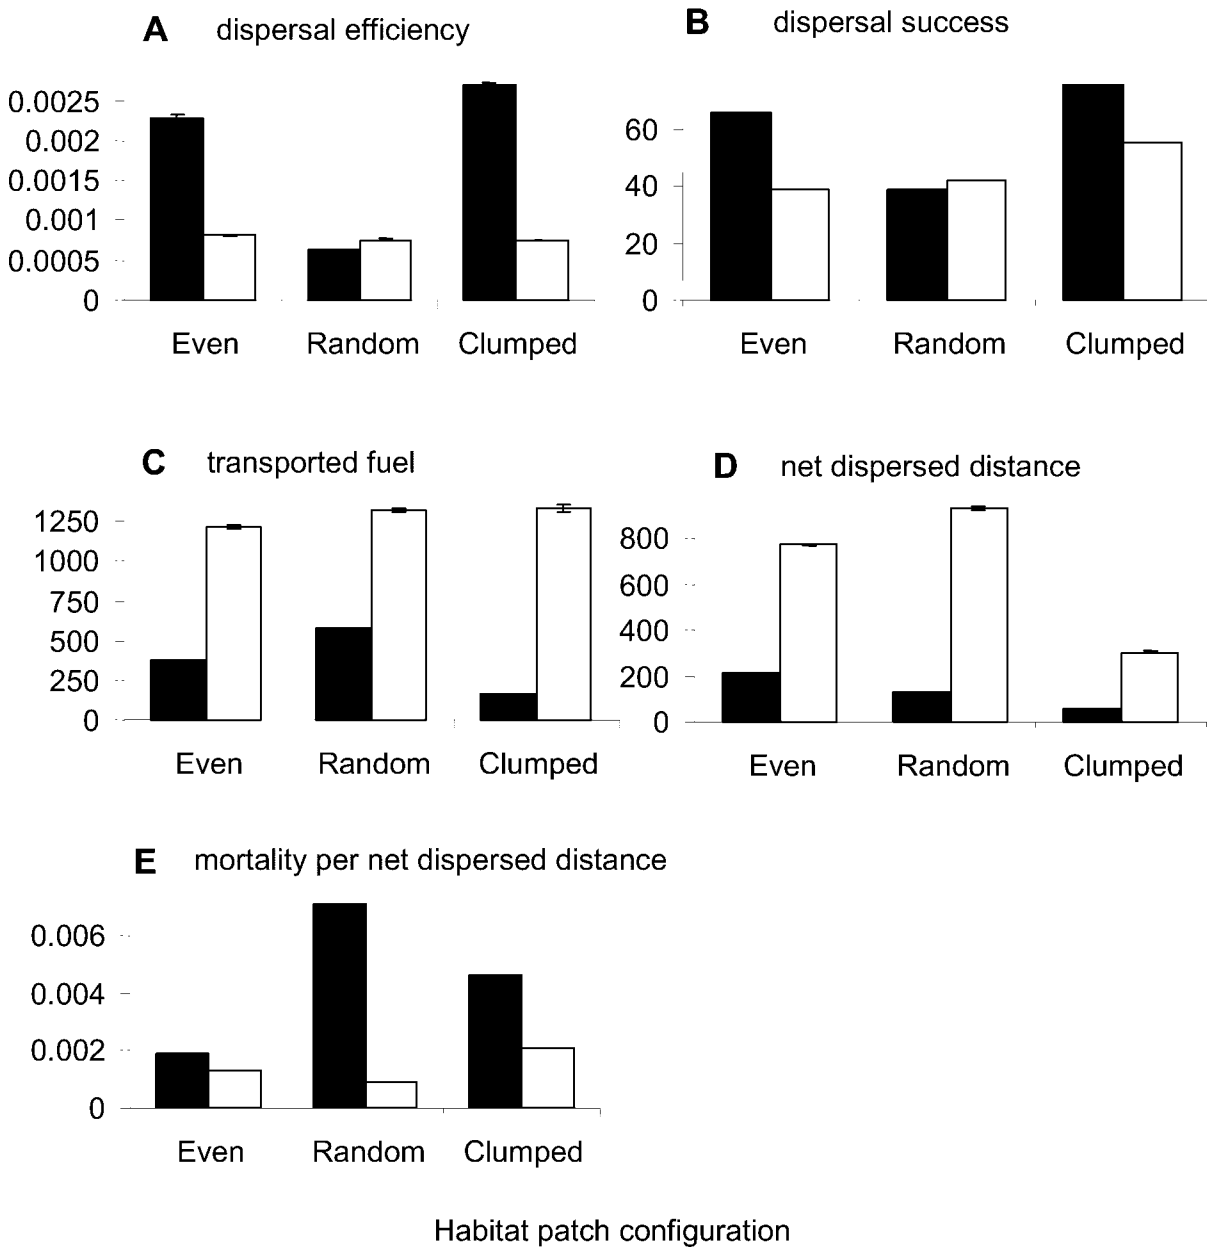 A dispersal efficiency
0.0025
0.002
0.0015
0.001
0.0005
0
Even Random Clumped
B dispersal success
60
40
20
0
Even Random Clumped
C transported fuel
1250
1000
750
500
250
0
Even Random Clumped
D net dispersed distance
800
600
400
200
0
Even Random Clumped
E mortality per net dispersed distance
0.006
0.004
0.002
0
Even Random Clumped
Habitat patch configuration